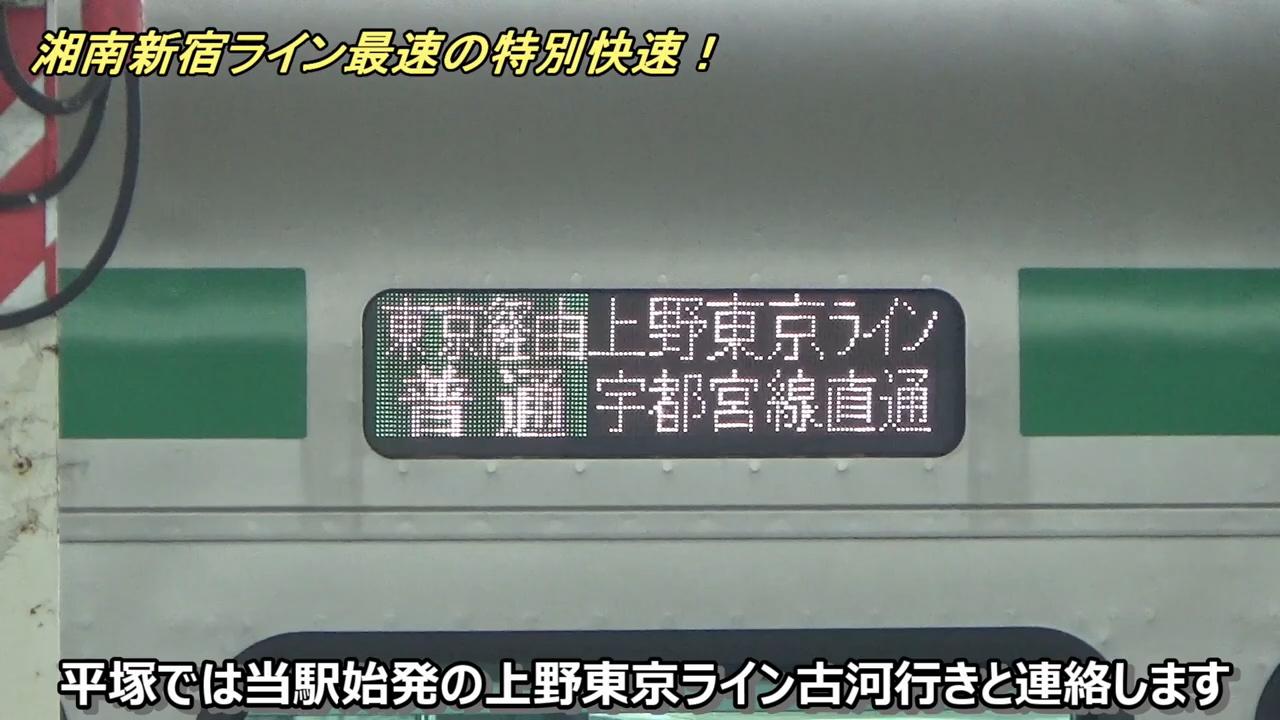 湘南新宿ライン最速の特別快速！
東京経由 上野東京ライン
普通 宇都宮線直通
平塚では当駅始発の上野東京ライン古河行きと連絡します